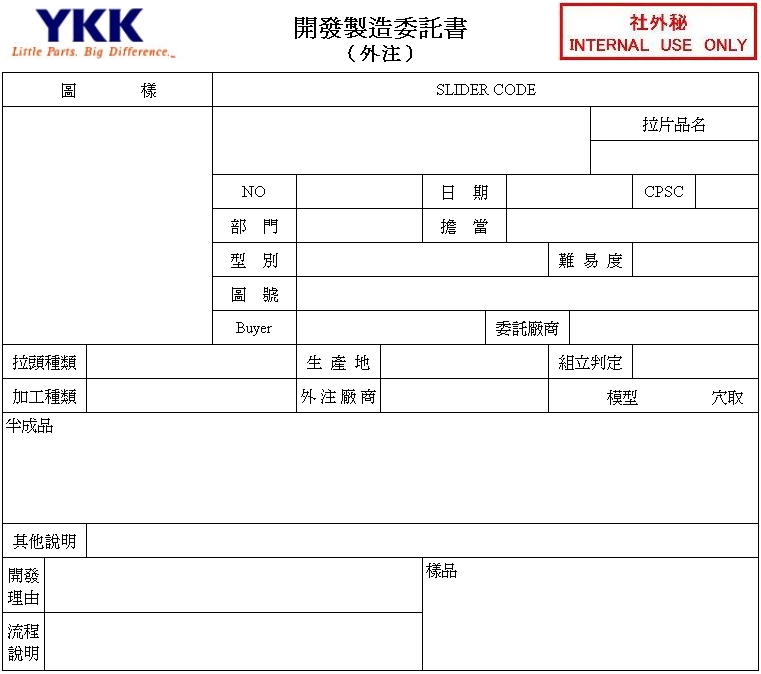 YKK
Little Parts. Big Difference.
開發製造委託書
（外注）
社外秘
INTERNAL USE ONLY
圖 樣
SLIDER CODE
拉片品名
NO
日 期
CPSC
部 門
擔 當
型 別
難 易 度
圖 號
Buyer
委託廠商
拉頭種類
生 產 地
組立判定
加工種類
外 注 廠 商
模型 穴取
半成品
其他說明
開發
理由
樣品
流程
說明